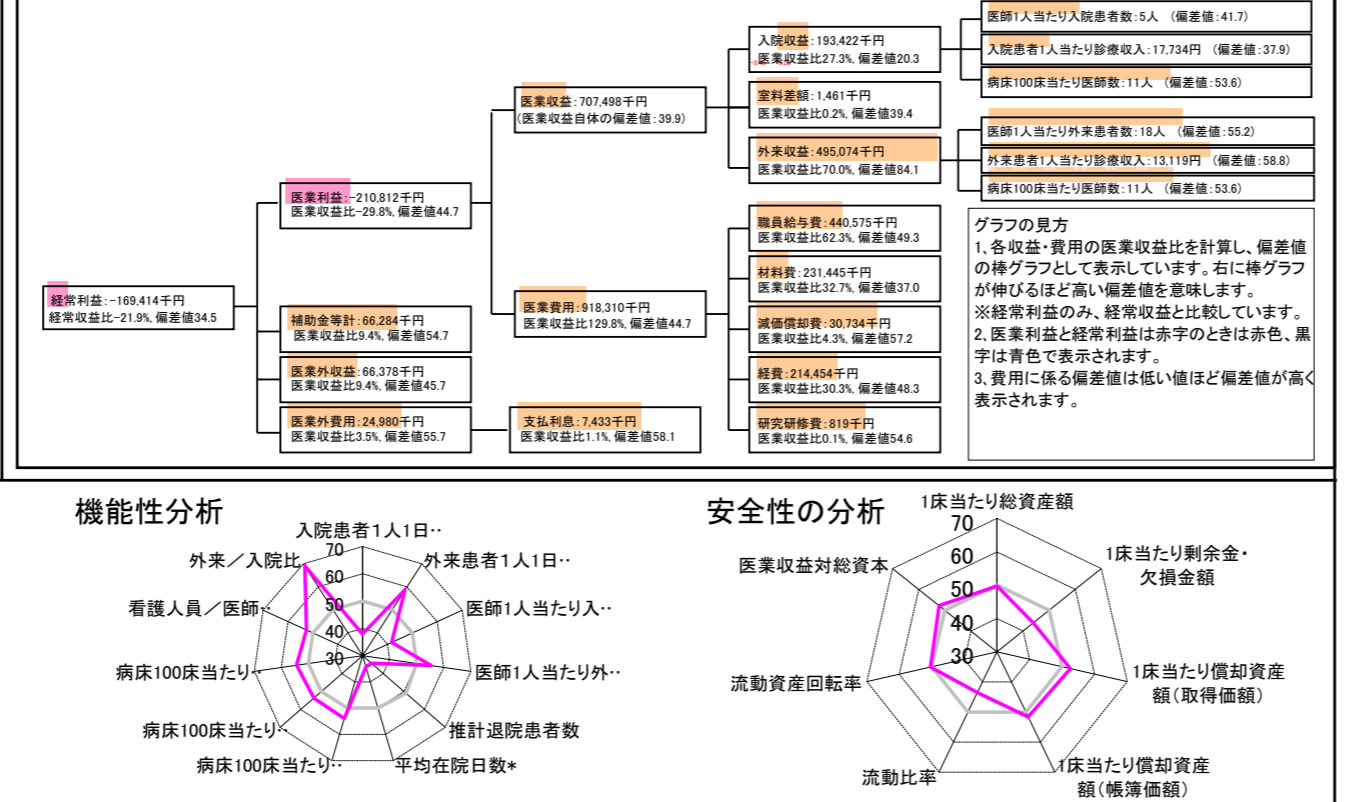 医師1人当たり入院患者数:5人 (偏差値:41.7)
入院収益:193,422千円
医業収益比27.3%, 偏差値20.3
入院患者1人当たり診療収入:17,734円 (偏差値:37.9)
病床100床当たり医師数:11人 (偏差値:53.6)
医業収益:707,498千円
(医業収益自体の偏差値:39.9)
室料差額:1,461千円
医業収益比0.2%, 偏差値39.4
医師1人当たり外来患者数:18人 (偏差値:55.2)
外来収益:495,074千円
医業収益比70.0%, 偏差値84.1
外来患者1人当たり診療収入:13,119円 (偏差値:58.8)
病床100床当たり医師数:11人 (偏差値:53.6)
医業利益:-210,812千円
医業収益比-29.8%, 偏差値44.7
職員給与費:440,575千円
医業収益比62.3%, 偏差値49.3
材料費:231,445千円
医業収益比32.7%, 偏差値37.0
経常利益:-169,414千円
経常収益比-21.9%, 偏差値34.5
医業費用:918,310千円
医業収益比129.8%, 偏差値44.7
補助金等計:66,284千円
医業収益比9.4%, 偏差値54.7
減価償却費:30,734千円
医業収益比4.3%, 偏差値57.2
医業外収益:66,378千円
医業収益比9.4%, 偏差値45.7
経費:214,454千円
医業収益比30.3%, 偏差値48.3
医業外費用:24,980千円
医業収益比3.5%, 偏差値55.7
支払利息:7,433千円
医業収益比1.1%, 偏差値58.1
研究研修費:819千円
医業収益比0.1%, 偏差値54.6
グラフの見方
1、各収益・費用の医業収益比を計算し、偏差値
の棒グラフとして表示しています。右に棒グラフ
が伸びるほど高い偏差値を意味します。
※経常利益のみ、経常収益と比較しています。
2、医業利益と経常利益は赤字のときは赤色、黒
字は青色で表示されます。
3、費用に係る偏差値は低い値ほど偏差値が高く
表示されます。
機能性分析
入院患者1人1日‥
外来患者1人1日‥
医師1人当たり入‥
医師1人当たり外‥
推計退院患者数
平均在院日数*
病床100床当たり‥
病床100床当たり‥
病床100床当たり‥
看護人員/医師‥
外来/入院比
70
60
50
40
30
安全性の分析
1床当たり総資産額
1床当たり剰余金・
欠損金額
1床当たり償却資産
額(取得価額)
1床当たり償却資産
額(帳簿価額)
流動比率
流動資産回転率
医業収益対総資本
70
60
50
40
30